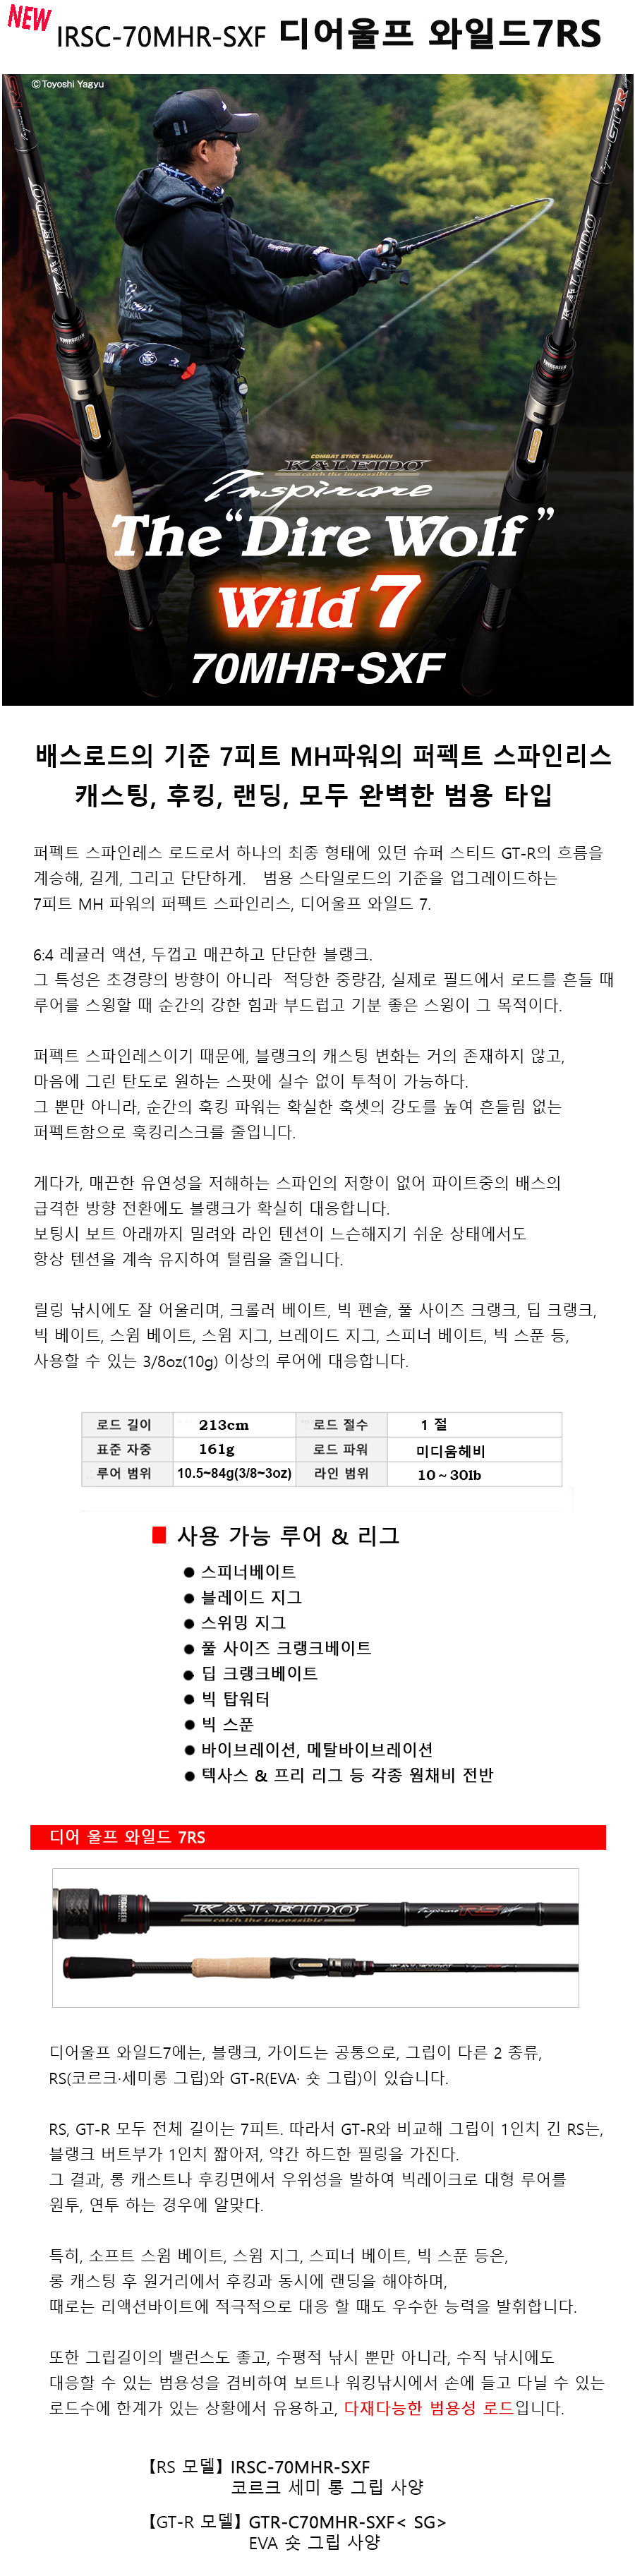 NEW
IRSC-70MHR-SXF 디어울프 와일드7RS
©Toyoshi Yagyu
COMBAT STICK TEMUJIN
KALEIDO
catch the impossible
Inspirare
The "Dire Wolf"
Wild 7
70MHR-SXF
배스로드의 기준 7피트 MH파워의 퍼펙트 스파인리스
캐스팅, 후킹, 랜딩, 모두 완벽한 범용 타입
퍼펙트 스파인레스 로드로서 하나의 최종 형태에 있던 슈퍼 스티드 GT-R의 흐름을
계승해, 길게, 그리고 단단하게. 범용 스타일로드의 기준을 업그레이드하는
7피트 MH 파워의 퍼펙트 스파인리스, 디어울프 와일드 7.
6:4 레귤러 액션, 두껍고 매끈하고 단단한 블랭크.
그 특성은 초경량의 방향이 아니라 적당한 중량감, 실제로 필드에서 로드를 흔들 때
루어를 스윙할 때 순간의 강한 힘과 부드럽고 기분 좋은 스윙이 그 목적이다.
퍼펙트 스파인레스이기 때문에, 블랭크의 캐스팅 변화는 거의 존재하지 않고,
마음에 그린 탄도로 원하는 스팟에 실수 없이 투척이 가능하다.
그 뿐만 아니라, 순간의 훅킹 파워는 확실한 훅셋의 강도를 높여 흔들림 없는
퍼펙트함으로 훅킹리스크를 줄입니다.
게다가, 매끈한 유연성을 저해하는 스파인의 저항이 없어 파이트중의 배스의
급격한 방향 전환에도 블랭크가 확실히 대응합니다.
보팅시 보트 아래까지 밀려와 라인 텐션이 느슨해지기 쉬운 상태에서도
항상 텐션을 계속 유지하여 털림을 줄입니다.
릴링 낚시에도 잘 어울리며, 크롤러 베이트, 빅 펜슬, 풀 사이즈 크랭크, 딥 크랭크,
빅 베이트, 스윔 베이트, 스윔 지그, 브레이드 지그, 스피너 베이트, 빅 스푼 등,
사용할 수 있는 3/8oz(10g) 이상의 루어에 대응합니다.
로드 길이 213cm 로드 절수 1 절
표준 자중 161g 로드 파워 미디움헤비
루어 범위 10.5~84g(3/8~3oz) 라인 범위 10 ~ 30lb
사용 가능 루어 & 리그
● 스피너베이트
● 블레이드 지그
● 스위밍 지그
● 풀 사이즈 크랭크베이트
● 딥 크랭크베이트
● 빅 탑워터
● 빅 스푼
● 바이브레이션, 메탈바이브레이션
● 텍사스 & 프리 리그 등 각종 웜채비 전반
디어 울프 와일드 7RS
KALEIDO
catch the impossible
Inspirare RS
디어울프 와일드7에는, 블랭크, 가이드는 공통으로, 그립이 다른 2 종류,
RS(코르크·세미롱 그립)와 GT-R(EVA· 숏 그립)이 있습니다.
RS, GT-R 모두 전체 길이는 7피트. 따라서 GT-R와 비교해 그립이 1인치 긴 RS는,
블랭크 버트부가 1인치 짧아져, 약간 하드한 필링을 가진다.
그 결과, 롱 캐스트나 후킹면에서 우위성을 발하여 빅레이크로 대형 루어를
원투, 연투 하는 경우에 알맞다.
특히, 소프트 스윔 베이트, 스윔 지그, 스피너 베이트, 빅 스푼 등은,
롱 캐스팅 후 원거리에서 후킹과 동시에 랜딩을 해야하며,
때로는 리액션바이트에 적극적으로 대응 할 때도 우수한 능력을 발휘합니다.
또한 그립길이의 밸런스도 좋고, 수평적 낚시 뿐만 아니라, 수직 낚시에도
대응할 수 있는 범용성을 겸비하여 보트나 워킹낚시에서 손에 들고 다닐 수 있는
로드수에 한계가 있는 상황에서 유용하고, 다재다능한 범용성 로드입니다.
【RS 모델】 IRSC-70MHR-SXF
코르크 세미 롱 그립 사양
【GT-R 모델】 GTR-C70MHR-SXF< SG>
EVA 숏 그립 사양